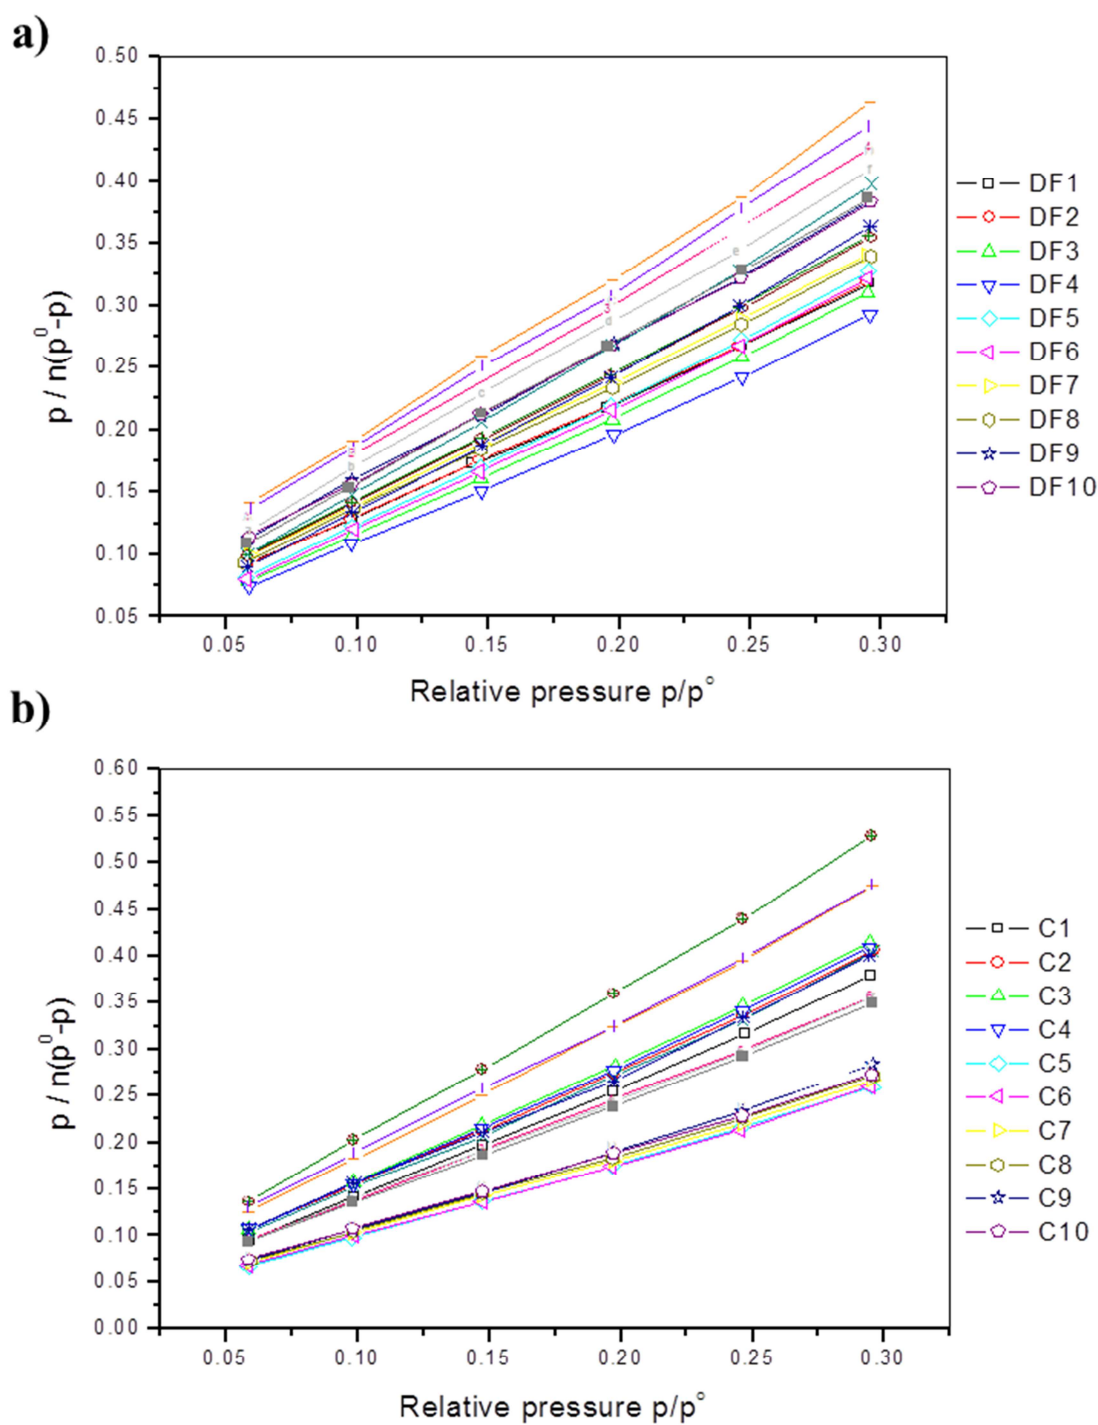 a)
0.50
0.45
0.40
0.35
0.30
0.25
0.20
0.15
0.10
0.05
p / n(p⁰-p)
0.05 0.10 0.15 0.20 0.25 0.30
Relative pressure p/p°
DF1
DF2
DF3
DF4
DF5
DF6
DF7
DF8
DF9
DF10
b)
0.60
0.55
0.50
0.45
0.40
0.35
0.30
0.25
0.20
0.15
0.10
0.05
0.00
p / n(p⁰-p)
0.05 0.10 0.15 0.20 0.25 0.30
Relative pressure p/p°
C1
C2
C3
C4
C5
C6
C7
C8
C9
C10